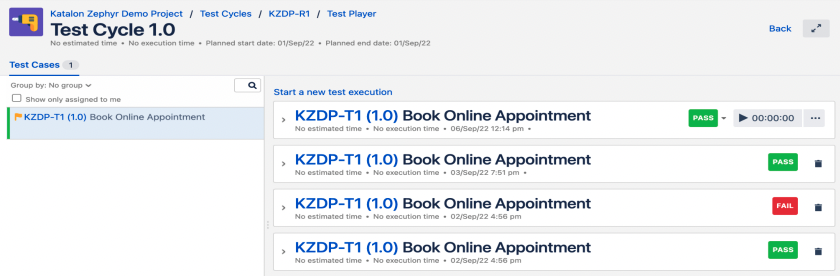 Katalon Zephyr Demo Project / Test Cycles / KZDP-R1 / Test Player
Test Cycle 1.0
No estimated time • No execution time • Planned start date: 01/Sep/22 • Planned end date: 01/Sep/22
Back
Test Cases 1
Group by: No group
Show only assigned to me
KZDP-T1 (1.0) Book Online Appointment
Start a new test execution
KZDP-T1 (1.0) Book Online Appointment
No estimated time • No execution time • 06/Sep/22 12:14 pm •
PASS
00:00:00
KZDP-T1 (1.0) Book Online Appointment
No estimated time • No execution time • 03/Sep/22 7:51 pm •
PASS
KZDP-T1 (1.0) Book Online Appointment
No estimated time • No execution time • 02/Sep/22 4:56 pm
FAIL
KZDP-T1 (1.0) Book Online Appointment
No estimated time • No execution time • 02/Sep/22 4:56 pm
PASS